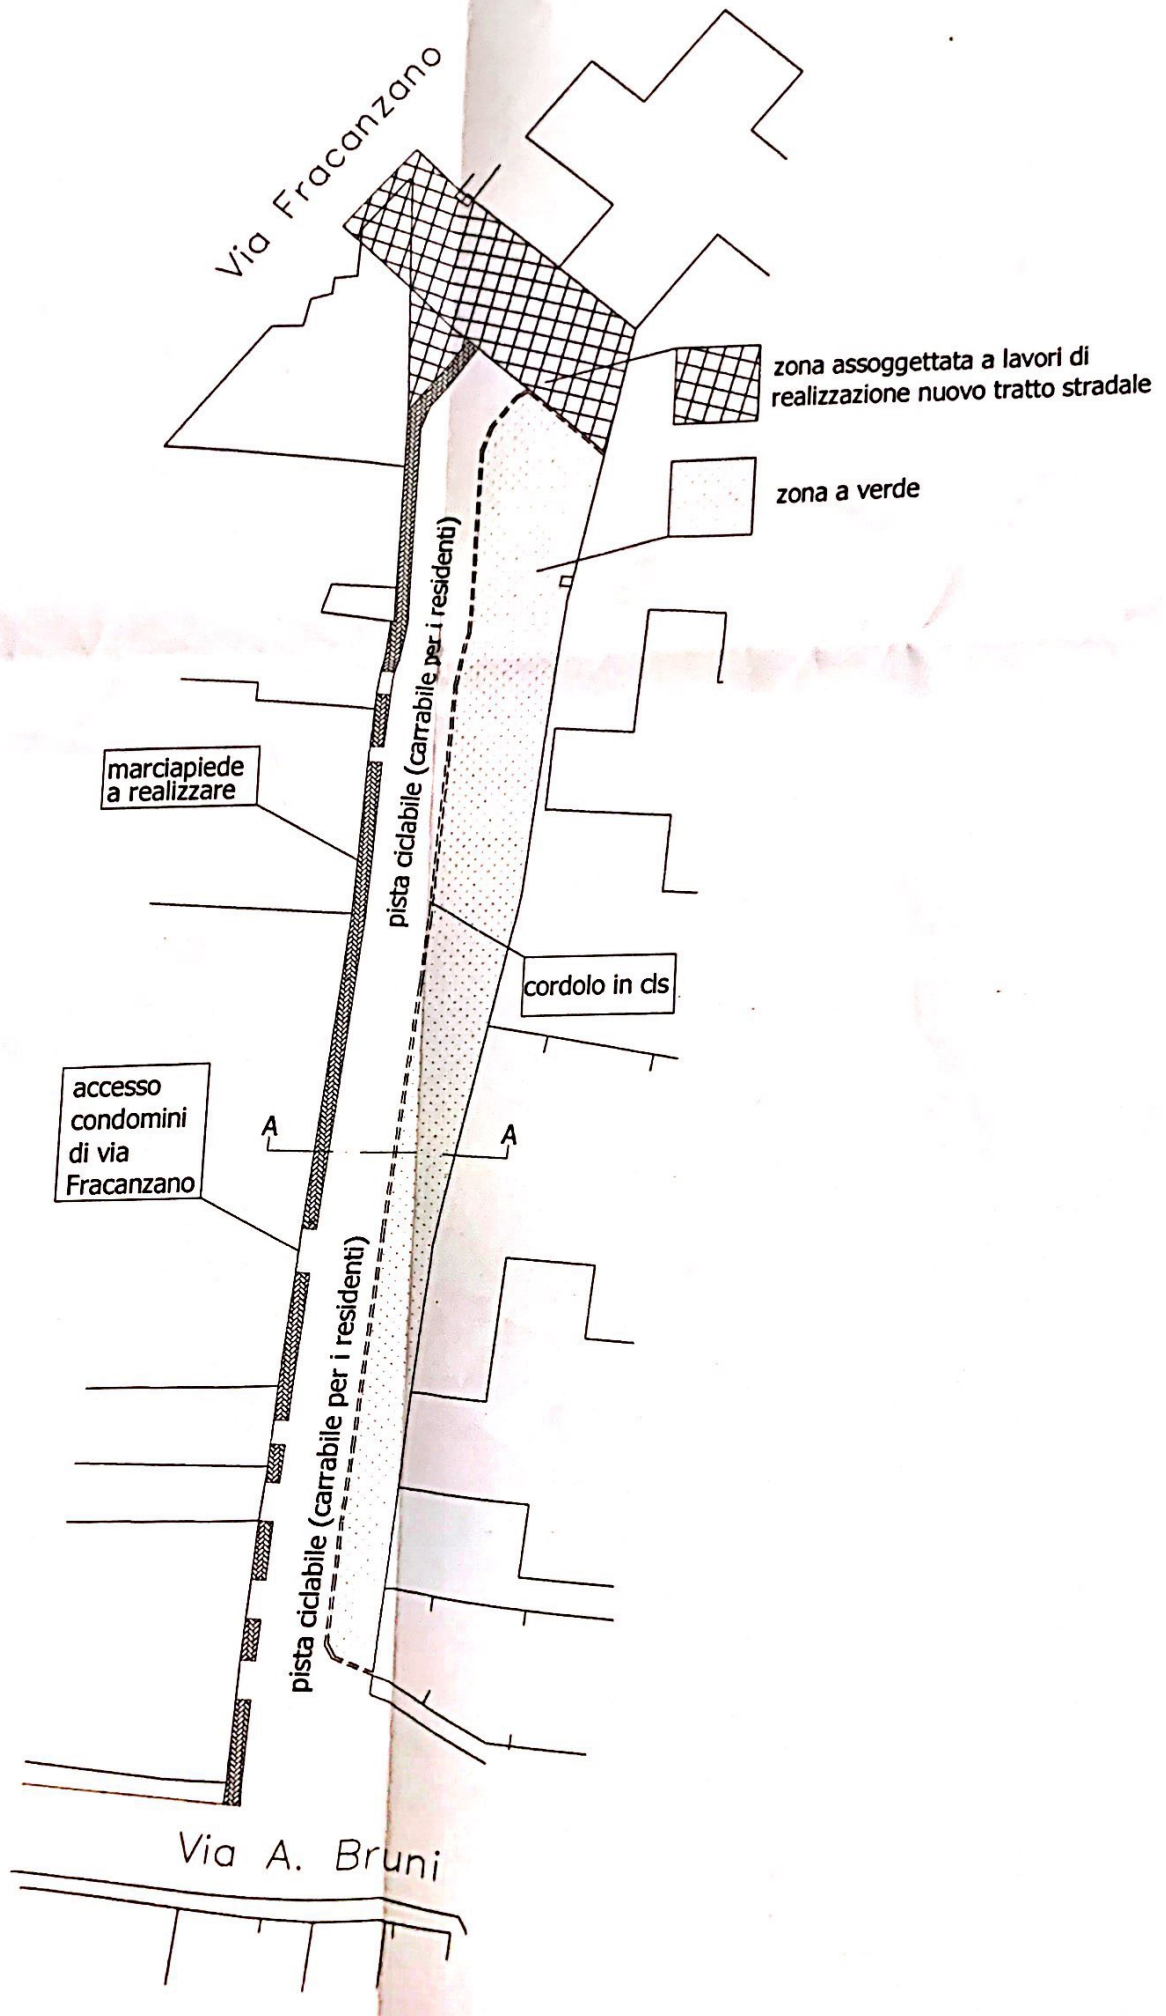 Via Fracanzano
zona assoggettata a lavori di
realizzazione nuovo tratto stradale
zona a verde
pista ciclabile (carrabile per i residenti)
marciapiede
a realizzare
cordolo in cls
accesso
condomini
di via
Fracanzano
A
A
pista ciclabile (carrabile per i residenti)
Via A. Bruni